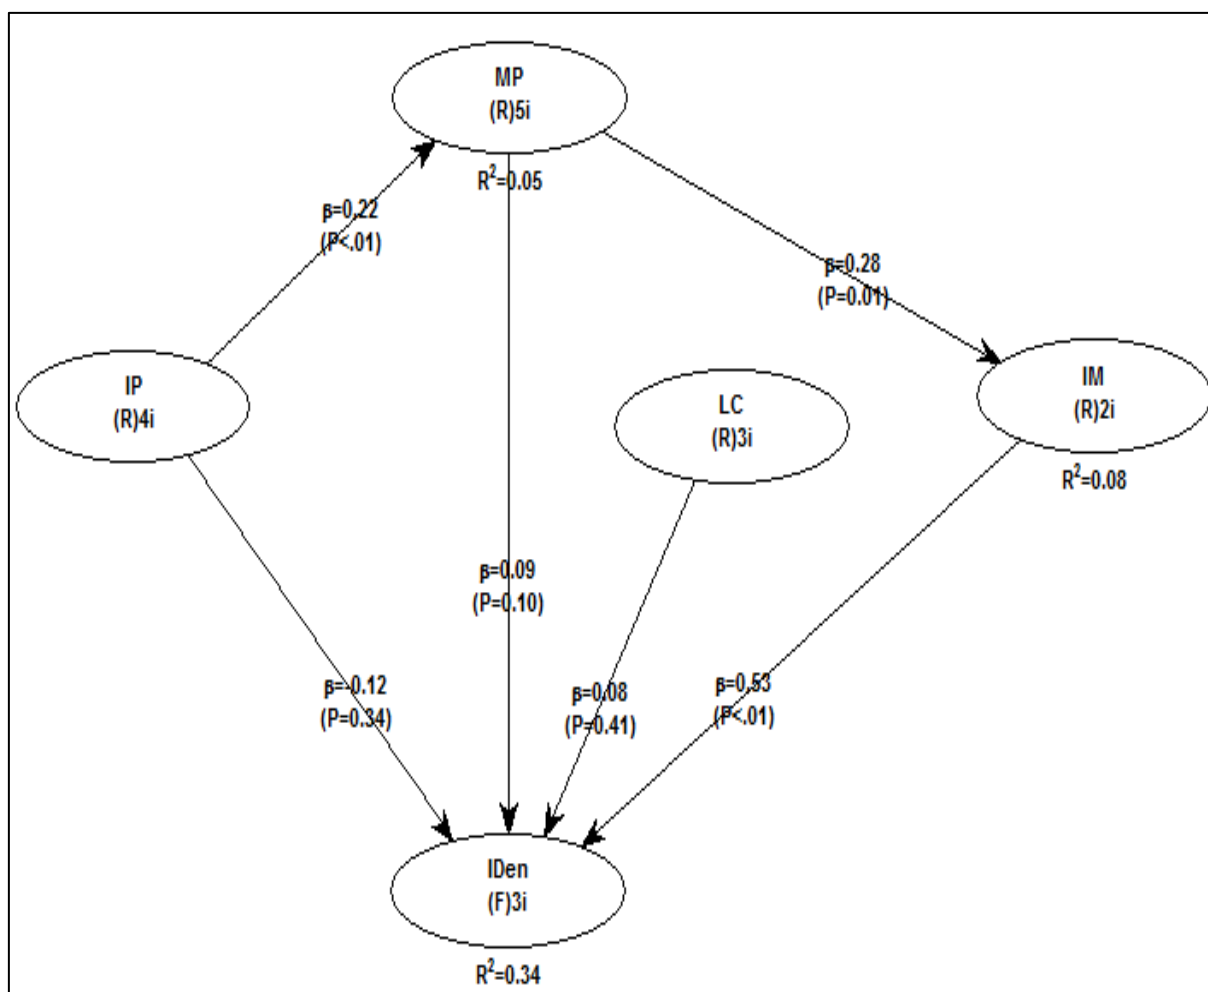 MP
(R)5i
R²=0.05
β=0.22
(P<.01)
β=0.28
(P=0.01)
IP
(R)4i
LC
(R)3i
IM
(R)2i
R²=0.08
β=0.09
(P=0.10)
β=-0.12
(P=0.34)
β=0.08
(P=0.41)
β=0.53
(P<.01)
IDen
(F)3i
R²=0.34